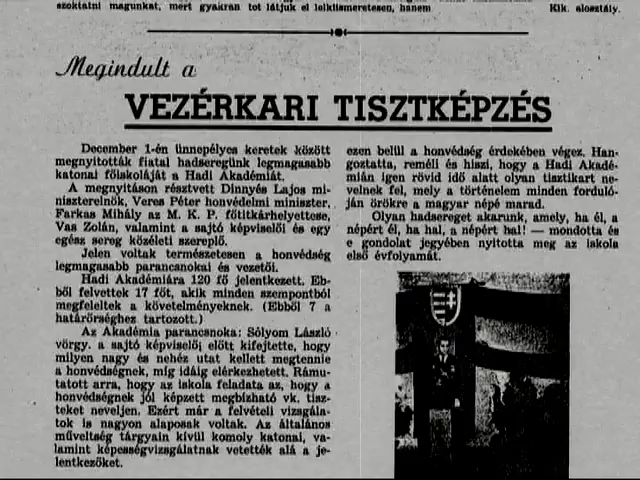 szoktatni magunkat, mert gyakran tot látjuk el lelkiismeretesen, hanem
Kik. alosztály.
Megindult a
VEZÉRKARI TISZTKÉPZÉS
December 1-én ünnepélyes keretek között
megnyitották fiatal hadseregünk legmagasabb
katonai főiskoláját a Hadi Akadémiát.
A megnyitáson résztvett Dinnyés Lajos mi-
niszterelnök, Veres Péter honvédelmi miniszter,
Farkas Mihály az M. K. P. főtitkárhelyettese,
Vas Zoltán, valamint a sajtó képviselői és egy
egész sereg közéleti szereplő.
Jelen voltak természetesen a honvédség
legmagasabb parancsnokai és vezetői.
Hadi Akadémiára 120 fő jelentkezett. Eb-
ből felvettek 17 főt, akik minden szempontból
megfeleltek a követelményeknek. (Ebből 7 a
határőrséghez tartozott.)
Az Akadémia parancsnoka: Sólyom László
vörgy. a sajtó képviselői előtt kifejtette, hogy
milyen nagy és nehéz utat kellett megtennie
a honvédségnek, míg idáig elérkezhetett. Rámu-
tatott arra, hogy az iskola feladata az, hogy a
honvédségnek jól képzett megbízható vk. tisz-
teket neveljen. Ezért már a felvételi vizsgála-
tok is nagyon alaposak voltak. Az általános
műveltség tárgyain kívül komoly katonai, va-
lamint képességvizsgálatnak vetették alá a je-
lentkezőket.
ezen belül a honvédség érdekében végez. Han-
goztatta, reméli és hiszi, hogy a Hadi Akadé-
mián igen rövid idő alatt olyan tisztikart ne-
velnek fel, mely a történelem minden fordulo-
ján örökre a magyar népé marad.
Olyan hadsereget akarunk, amely, ha él, a
népért él, ha hal, a népért hal! — mondotta és
e gondolat jegyében nyitotta meg az iskola
első évfolyamát.